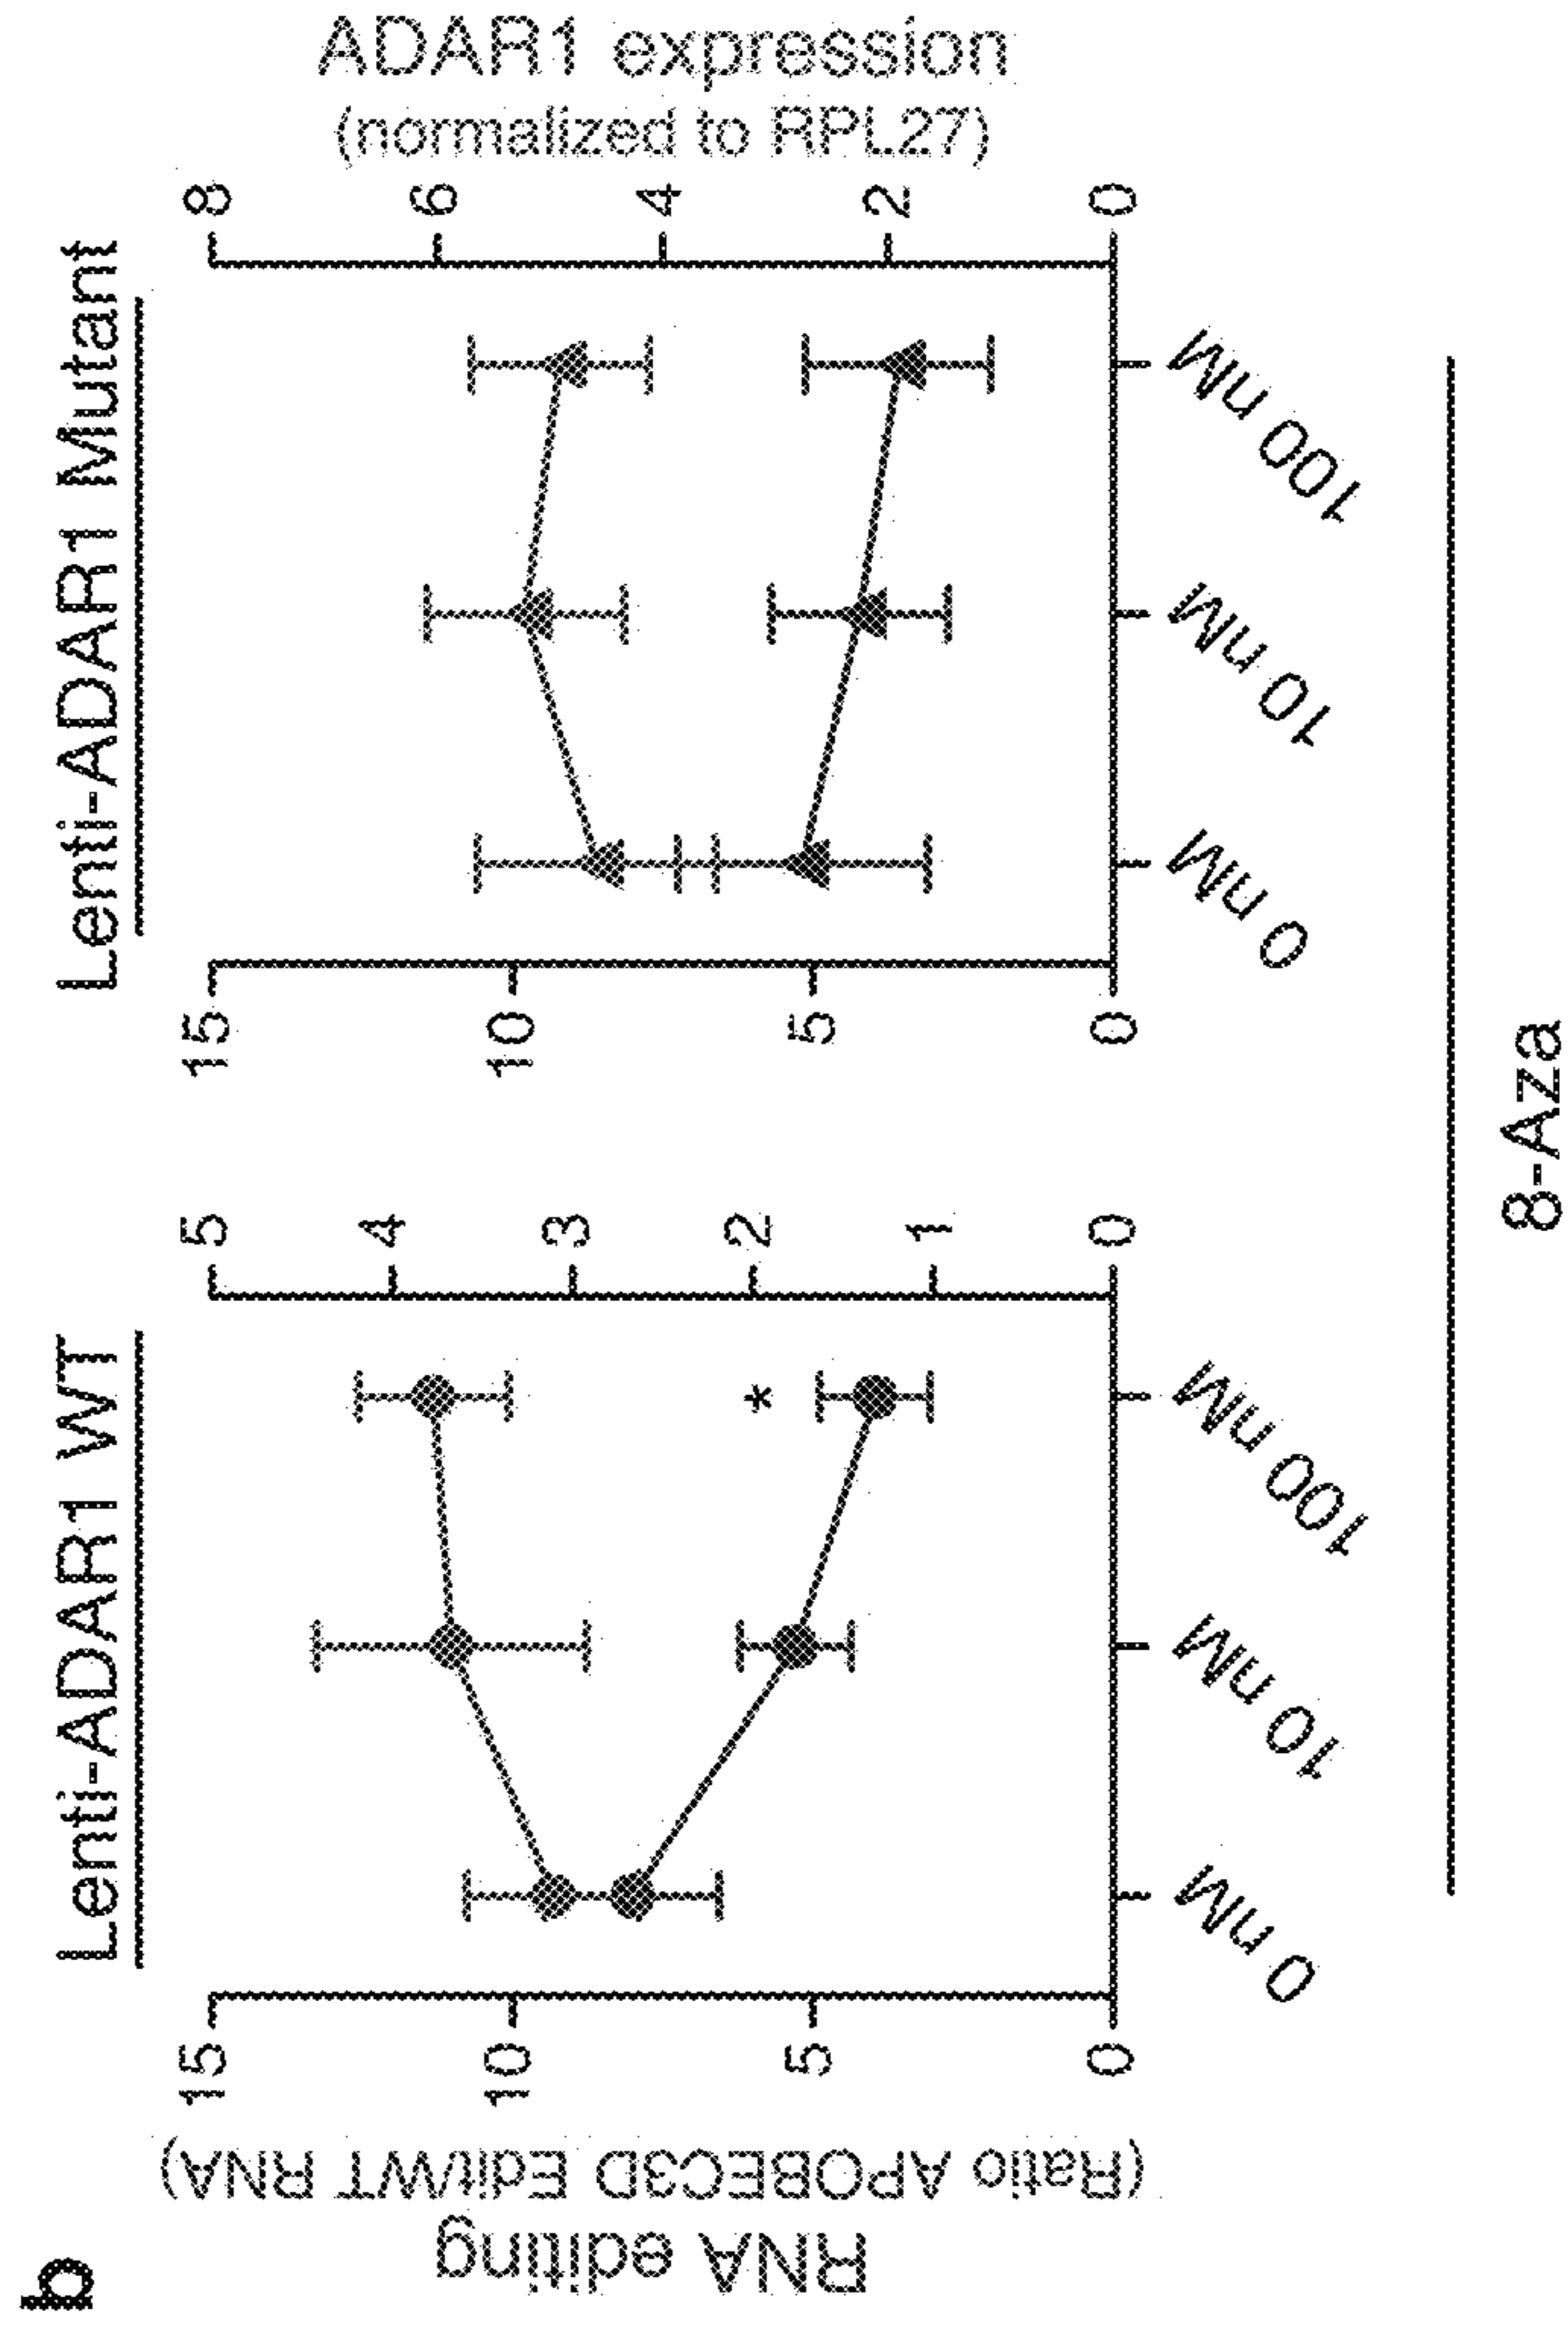 b
Lenti-ADAR1 WT
Lenti-ADAR1 Mutant
RNA editing
(Ratio APOBEC3D Edit/WT RNA)
15
10
5
0
5
4
3
2
1
0
*
0 nM
10 nM
100 nM
15
10
5
0
8
6
4
2
0
ADAR1 expression
(normalized to RPL27)
0 nM
10 nM
100 nM
8-Aza